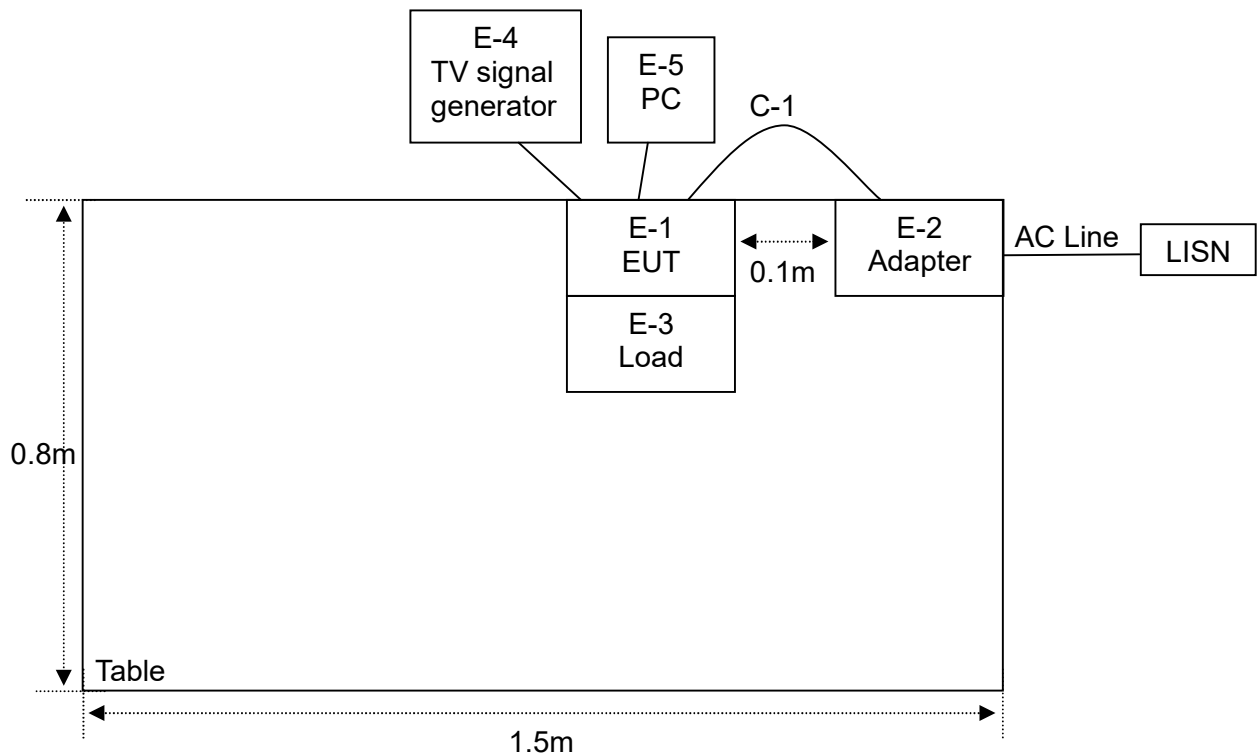 E-4
TV signal
generator
E-5
PC
C-1
E-1
EUT
0.1m
E-2
Adapter
AC Line
LISN
E-3
Load
0.8m
Table
1.5m